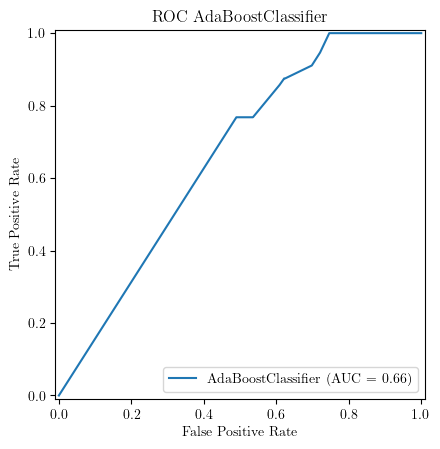 ROC AdaBoostClassifier
1.0
0.8
0.6
0.4
0.2
0.0
True Positive Rate
AdaBoostClassifier (AUC = 0.66)
0.0 0.2 0.4 0.6 0.8 1.0
False Positive Rate